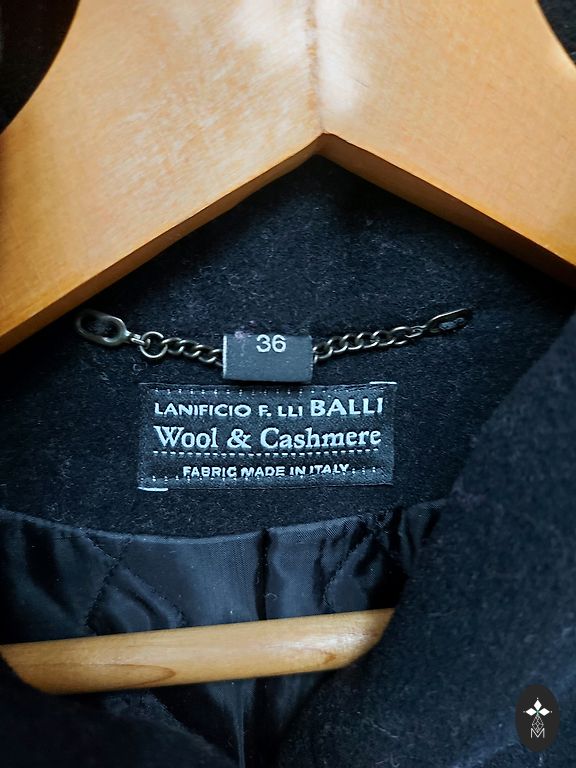 36
LANIFICIO F.LLI BALLI
Wool & Cashmere
FABRIC MADE IN ITALY
M